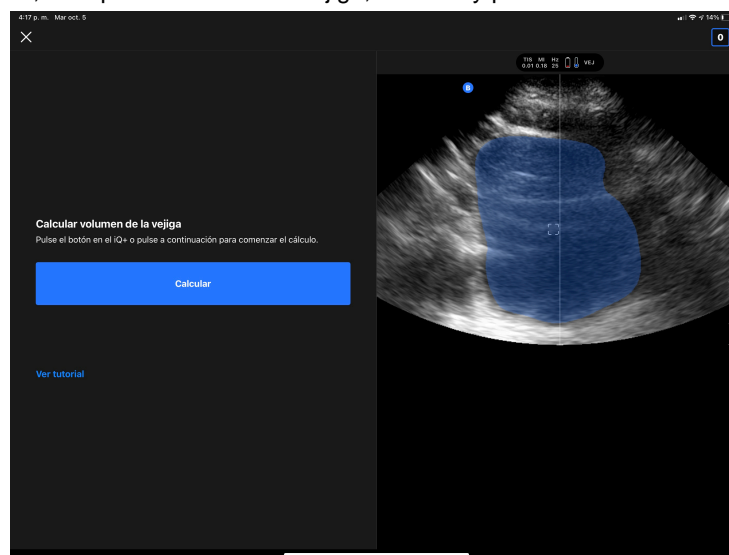 4:17 p. m. Mar oct. 5
14%
0
TIS MI Hz
0.01 0.18 25
VEJ
B
Calcular volumen de la vejiga
Pulse el botón en el iQ+ o pulse a continuación para comenzar el cálculo.
Calcular
Ver tutorial